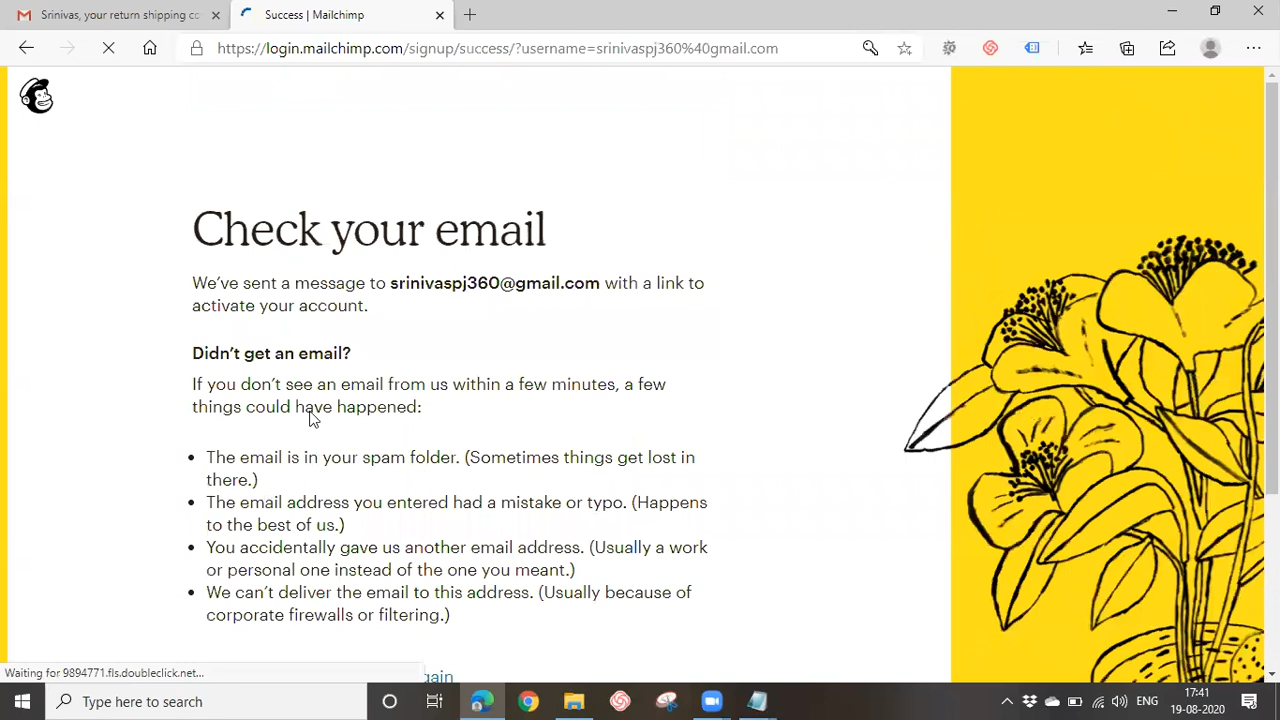 Srinivas, your return shipping co
Success | Mailchimp
https://login.mailchimp.com/signup/success/?username=srinivaspj360%40gmail.com
Check your email
We've sent a message to srinivaspj360@gmail.com with a link to
activate your account.
Didn't get an email?
If you don't see an email from us within a few minutes, a few
things could have happened:
• The email is in your spam folder. (Sometimes things get lost in
there.)
• The email address you entered had a mistake or typo. (Happens
to the best of us.)
• You accidentally gave us another email address. (Usually a work
or personal one instead of the one you meant.)
• We can't deliver the email to this address. (Usually because of
corporate firewalls or filtering.)
Waiting for 9894771.fls.doubleclick.net...
gain
Type here to search
ENG
17:41
19-08-2020